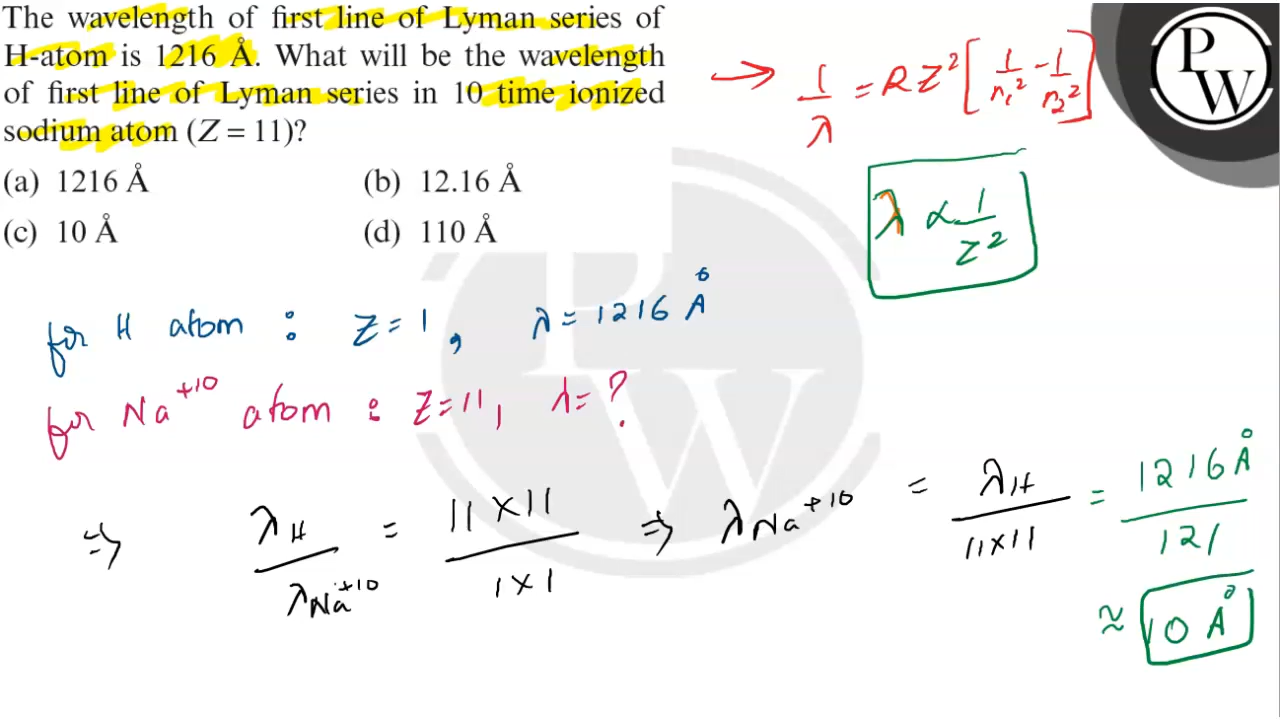 The wavelength of first line of Lyman series of
H-atom is 1216 Å. What will be the wavelength
of first line of Lyman series in 10 time ionized
sodium atom (Z = 11)?
(a) 1216 Å (b) 12.16 Å
(c) 10 Å (d) 110 Å
→ 1/λ = RZ² [1/n₁² - 1/n₂²]
λ ∝ 1/Z²
P
W
for H atom : Z = 1, λ = 1216 Å
for Na⁺¹⁰ atom : Z = 11, λ = ?
⇒ λH/λNa⁺¹⁰ = 11×11/1×1 ⇒ λNa⁺¹⁰ = λH/11×11 = 1216 Å/121
≈ 10 Å
P
W